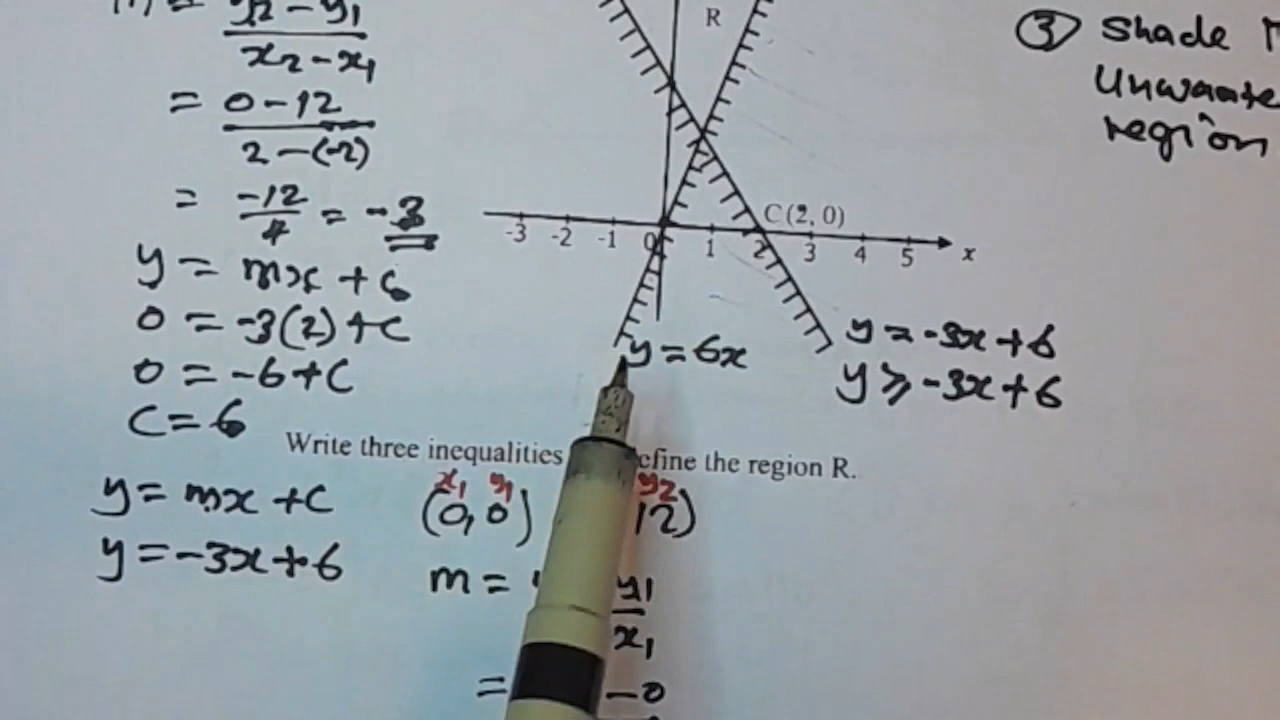 y2 - y1
x2 - x1
= 0 - 12
2 - (-2)
= -12 = -3
4
y = mx + c
0 = -3(2) + C
0 = -6 + C
C = 6
y = mx + C
y = -3x + 6
R
C(2, 0)
-3 -2 -1 0 1 2 3 4 5 x
y = 6x
y = -3x + 6
y ⩾ -3x + 6
③ Shade
region
Write three inequalities
efine the region R.
x1 y1 y2
(0, 0) 12)
m = y1
x1
= - 0